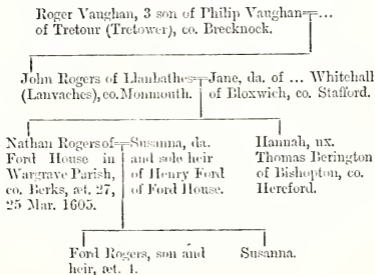 Roger Vaughan, 3 son of Philip Vaughan=...
of Tretour (Tretower), co. Brecknock.
John Rogers of Llanbathes=Jane, da. of ... Whitchall
(Lanvaches), co. Monmouth. of Bloxwich, co. Stafford.
Nathan Rogers of=Susanna, da.
Ford House in and sole heir
Wargrave Parish, of Henry Ford
co. Berks, æt. 27, of Ford House.
25 Mar. 1665.
Hannah, ux.
Thomas Berington
of Bishopton, co.
Hereford.
Ford Rogers, son and
heir, æt. 1.
Susanna.